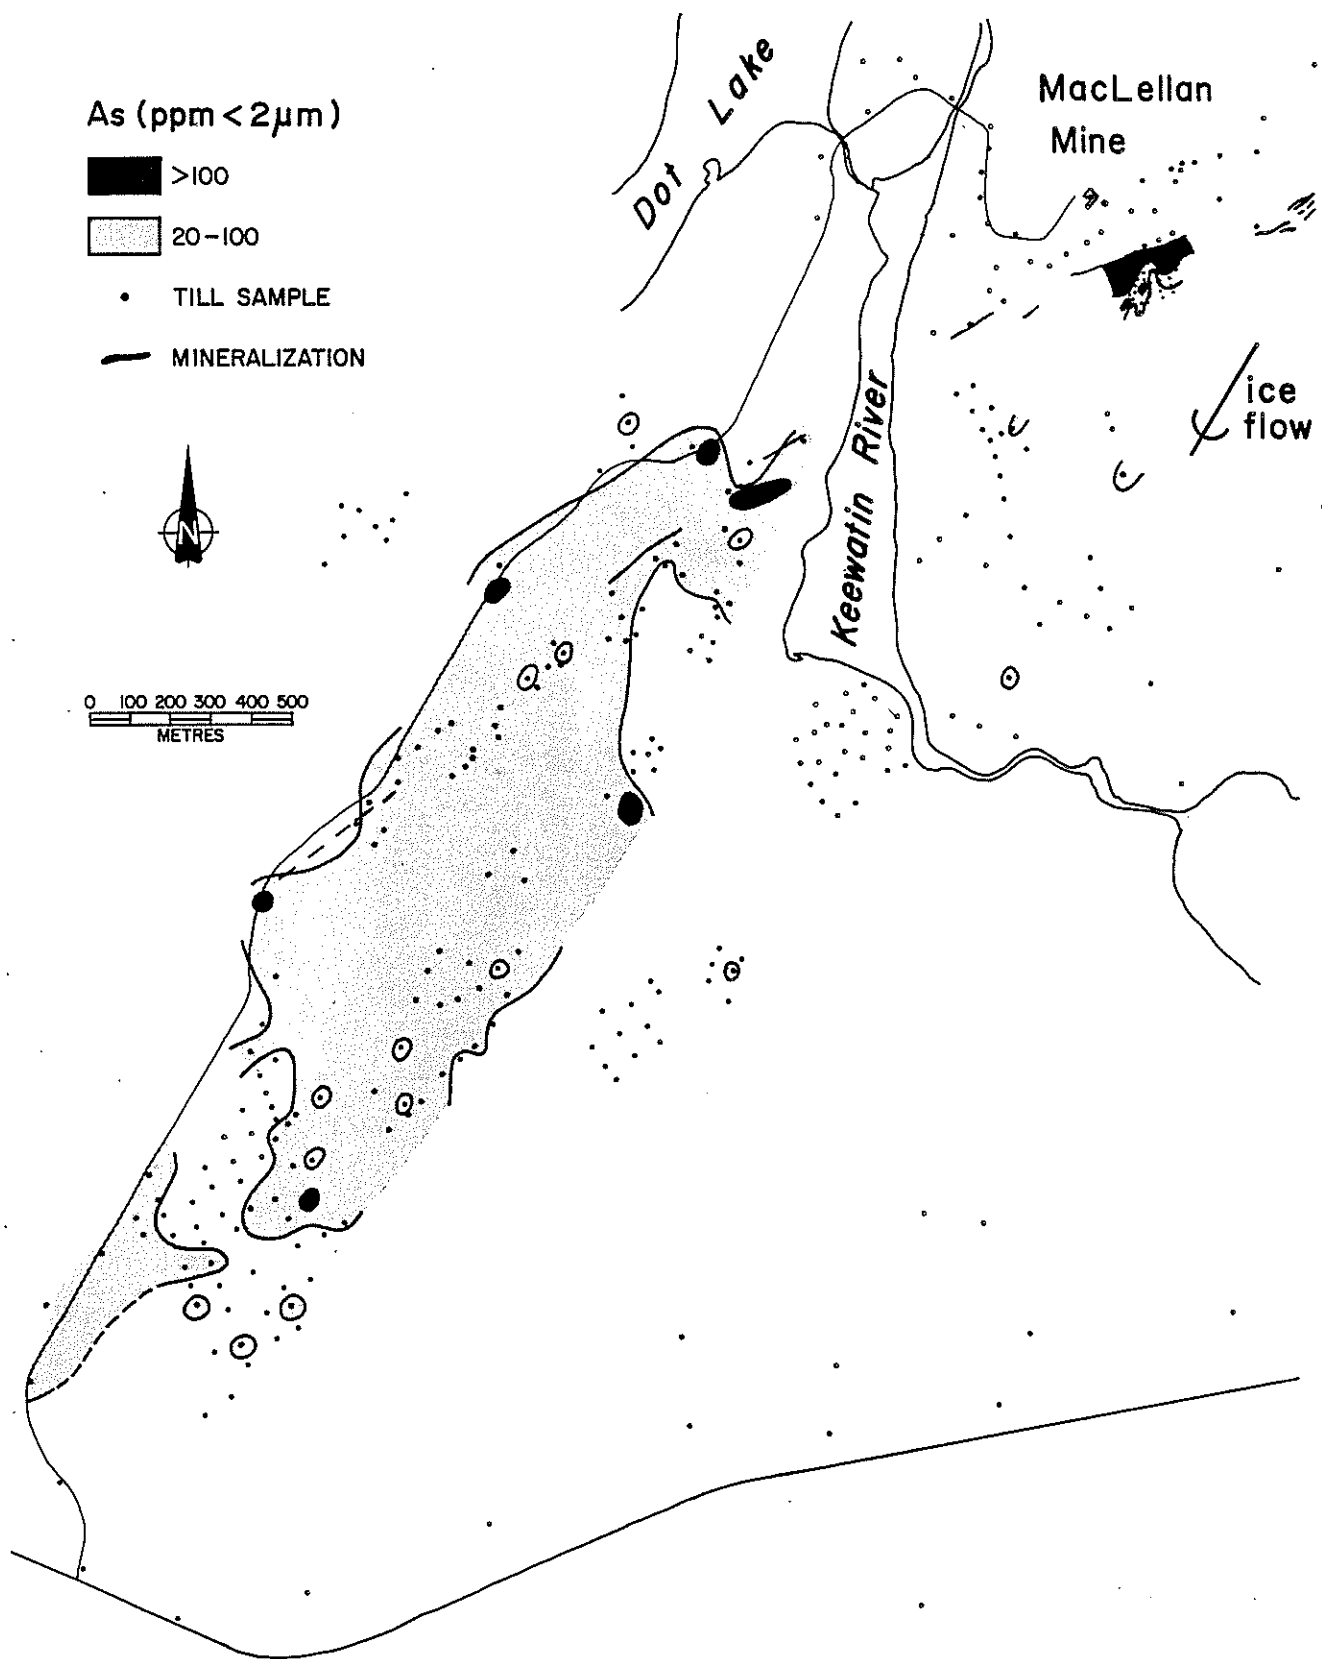 As (ppm < 2µm)
>100
20-100
TILL SAMPLE
MINERALIZATION
Dot Lake
MacLellan
Mine
ice
flow
Keewatin River
N
0 100 200 300 400 500
METRES